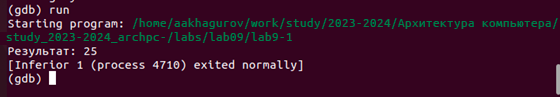 (gdb) run
Starting program: /home/aakhagurov/work/study/2023-2024/Архитектура компьютера/
study_2023-2024_archpc-/labs/lab09/lab9-1
Результат: 25
[Inferior 1 (process 4710) exited normally]
(gdb)